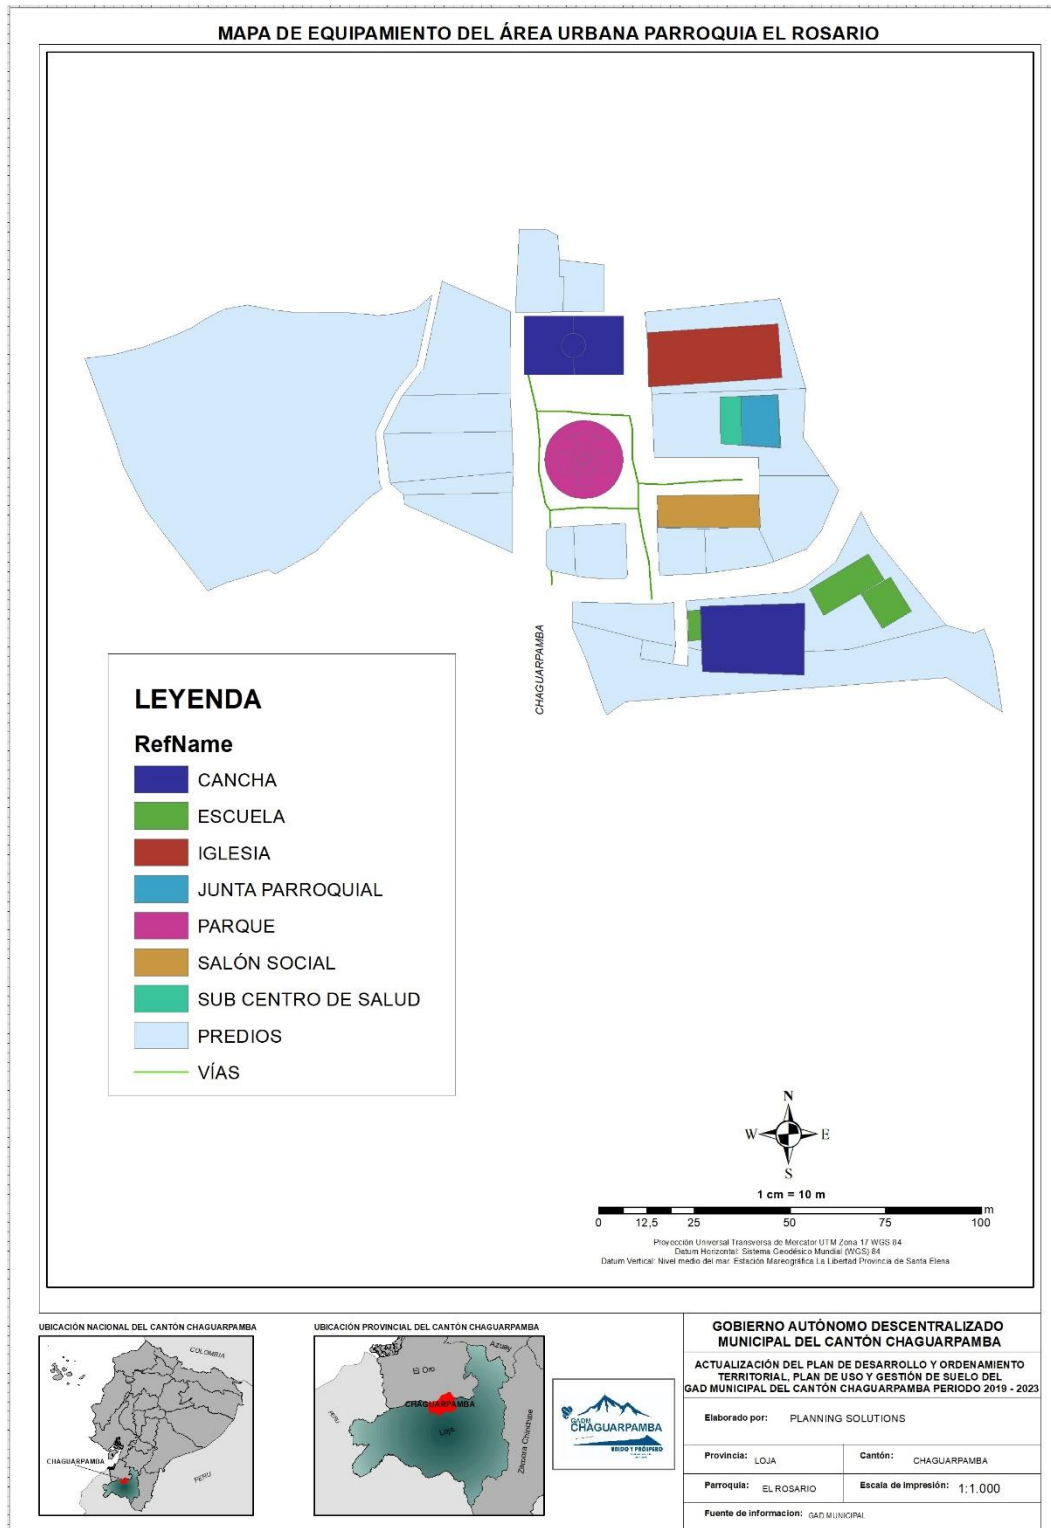 MAPA DE EQUIPAMIENTO DEL ÁREA URBANA PARROQUIA EL ROSARIO
CHAGUARPAMBA
LEYENDA
RefName
CANCHA
ESCUELA
IGLESIA
JUNTA PARROQUIAL
PARQUE
SALÓN SOCIAL
SUB CENTRO DE SALUD
PREDIOS
VÍAS
N
W E
S
1 cm = 10 m
0 12,5 25 50 75 100 m
Proyección Universal Transversa de Mercator UTM Zona 17 WGS 84
Datum Horizontal: Sistema Geodésico Mundial (WGS) 84
Datum Vertical: Nivel medio del mar. Estación Mareográfica La Libertad Provincia de Santa Elena
UBICACIÓN NACIONAL DEL CANTÓN CHAGUARPAMBA
COLOMBIA
CHAGUARPAMBA
PERU
UBICACIÓN PROVINCIAL DEL CANTÓN CHAGUARPAMBA
Azuay
El Oro
CHAGUARPAMBA
PERU
Loja
Zamora Chinchipe
GADM
CHAGUARPAMBA
UNIDO Y PRÓSPERO
GOBIERNO AUTÓNOMO DESCENTRALIZADO
MUNICIPAL DEL CANTÓN CHAGUARPAMBA
ACTUALIZACIÓN DEL PLAN DE DESARROLLO Y ORDENAMIENTO
TERRITORIAL, PLAN DE USO Y GESTIÓN DE SUELO DEL
GAD MUNICIPAL DEL CANTÓN CHAGUARPAMBA PERIODO 2019 - 2023
Elaborado por: PLANNING SOLUTIONS
Provincia: LOJA Cantón: CHAGUARPAMBA
Parroquia: EL ROSARIO Escala de Impresión: 1:1.000
Fuente de informacion: GAD MUNICIPAL